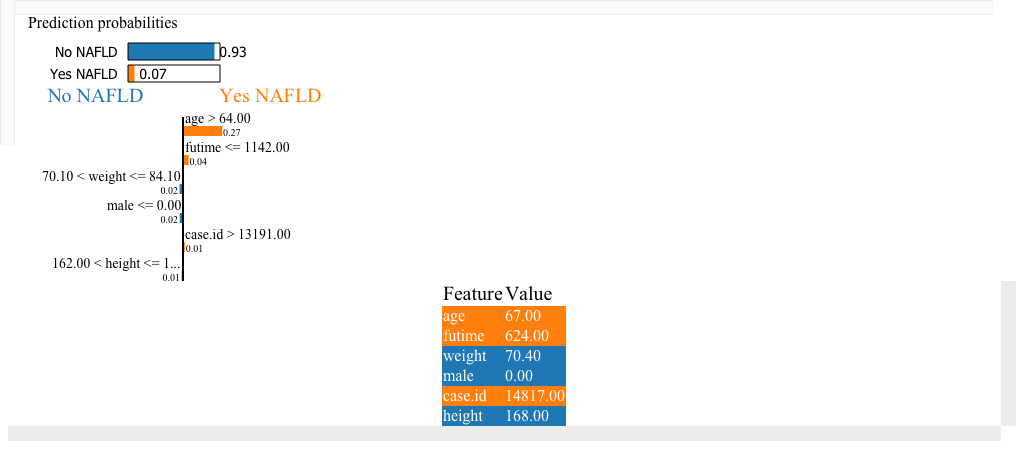 Prediction probabilities
No NAFLD 0.93
Yes NAFLD 0.07
No NAFLD Yes NAFLD
age > 64.00
0.27
futime <= 1142.00
0.04
70.10 < weight <= 84.10
0.02
male <= 0.00
0.02
case.id > 13191.00
0.01
162.00 < height <= 1...
0.01
Feature Value
age 67.00
futime 624.00
weight 70.40
male 0.00
case.id 14817.00
height 168.00